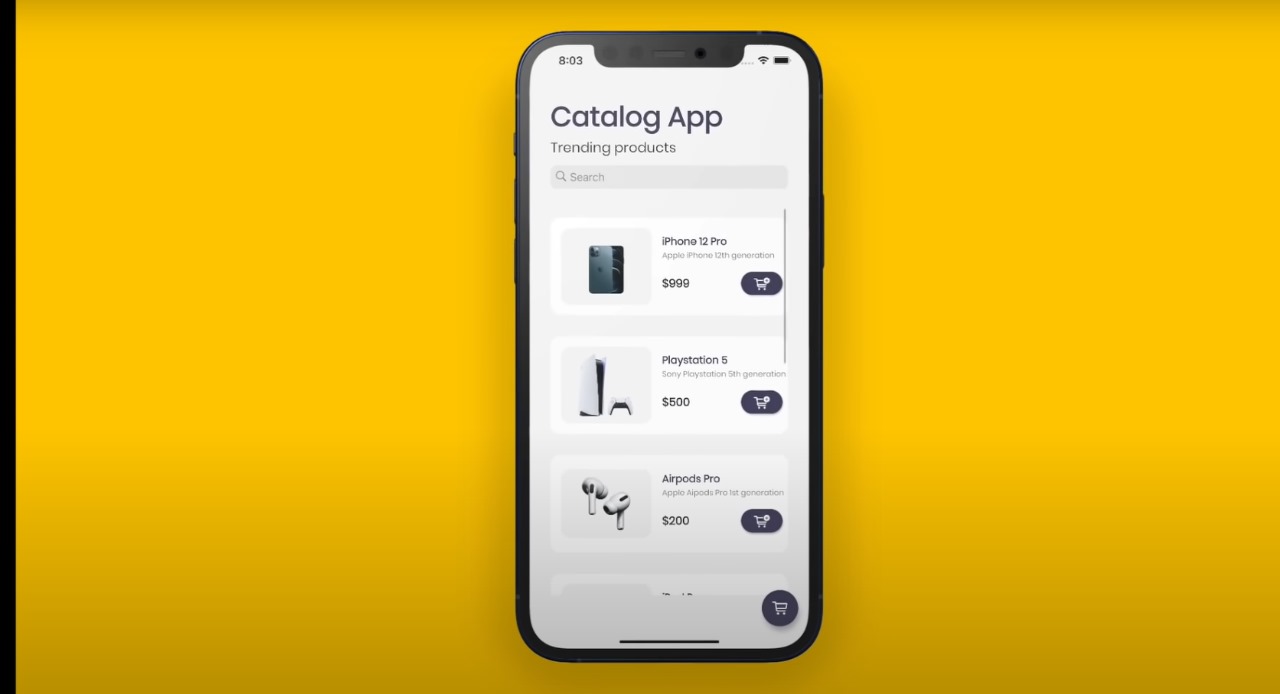 8:03
Catalog App
Trending products
Search
iPhone 12 Pro
Apple iPhone 12th generation
$999
Playstation 5
Sony Playstation 5th generation
$500
Airpods Pro
Apple Aipods Pro 1st generation
$200